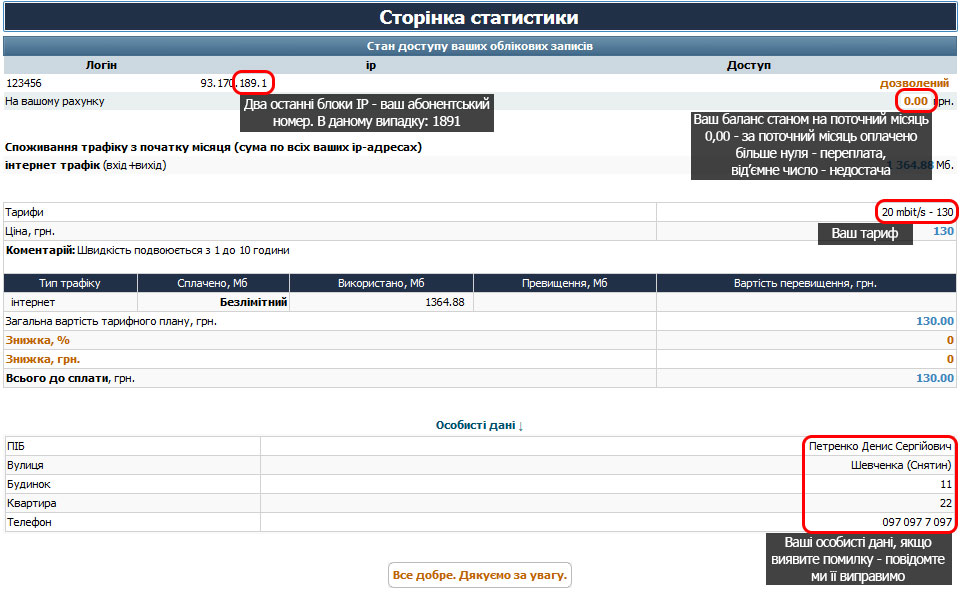 Сторінка статистики
Стан доступу ваших облікових записів
Логін ip Доступ
123456 93.170.189.1 дозволений
На вашому рахунку 0.00 грн.
Два останні блоки IP - ваш абонентський
номер. В даному випадку: 1891
Ваш баланс станом на поточний місяць
0,00 - за поточний місяць оплачено
більше нуля - переплата,
від’ємне число - недостача
Споживання трафіку з початку місяця (сума по всіх ваших ip-адресах)
інтернет трафік (вхід+вихід) 1.364.88 Мб.
Тарифи 20 mbit/s - 130
Ціна, грн. 130
Ваш тариф
Коментарій: Швидкість подвоюється з 1 до 10 години
Тип трафіку Сплачено, Мб Використано, Мб Превищення, Мб Вартість перевищення, грн.
інтернет Безлімітний 1364.88
Загальна вартість тарифного плану, грн. 130.00
Знижка, % 0
Знижка, грн. 0
Всього до сплати, грн. 130.00
Особисті дані ↓
ПІБ Петренко Денис Сергійович
Вулиця Шевченка (Снятин)
Будинок 11
Квартира 22
Телефон 097 097 7 097
Ваші особисті дані, якщо
виявите помилку - повідомте
ми її виправимо
Все добре. Дякуємо за увагу.